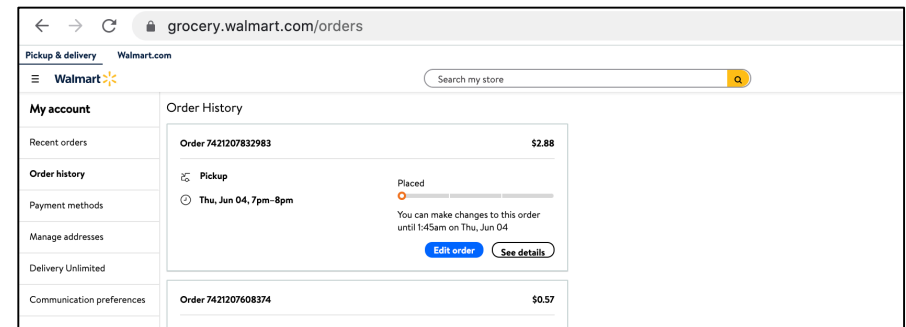 grocery.walmart.com/orders
Pickup & delivery Walmart.com
Walmart
Search my store
My account
Recent orders
Order history
Payment methods
Manage addresses
Delivery Unlimited
Communication preferences
Order History
Order 7421207832983 $2.88
Pickup
Thu, Jun 04, 7pm–8pm
Placed
You can make changes to this order
until 1:45am on Thu, Jun 04
Edit order See details
Order 7421207608374 $0.57